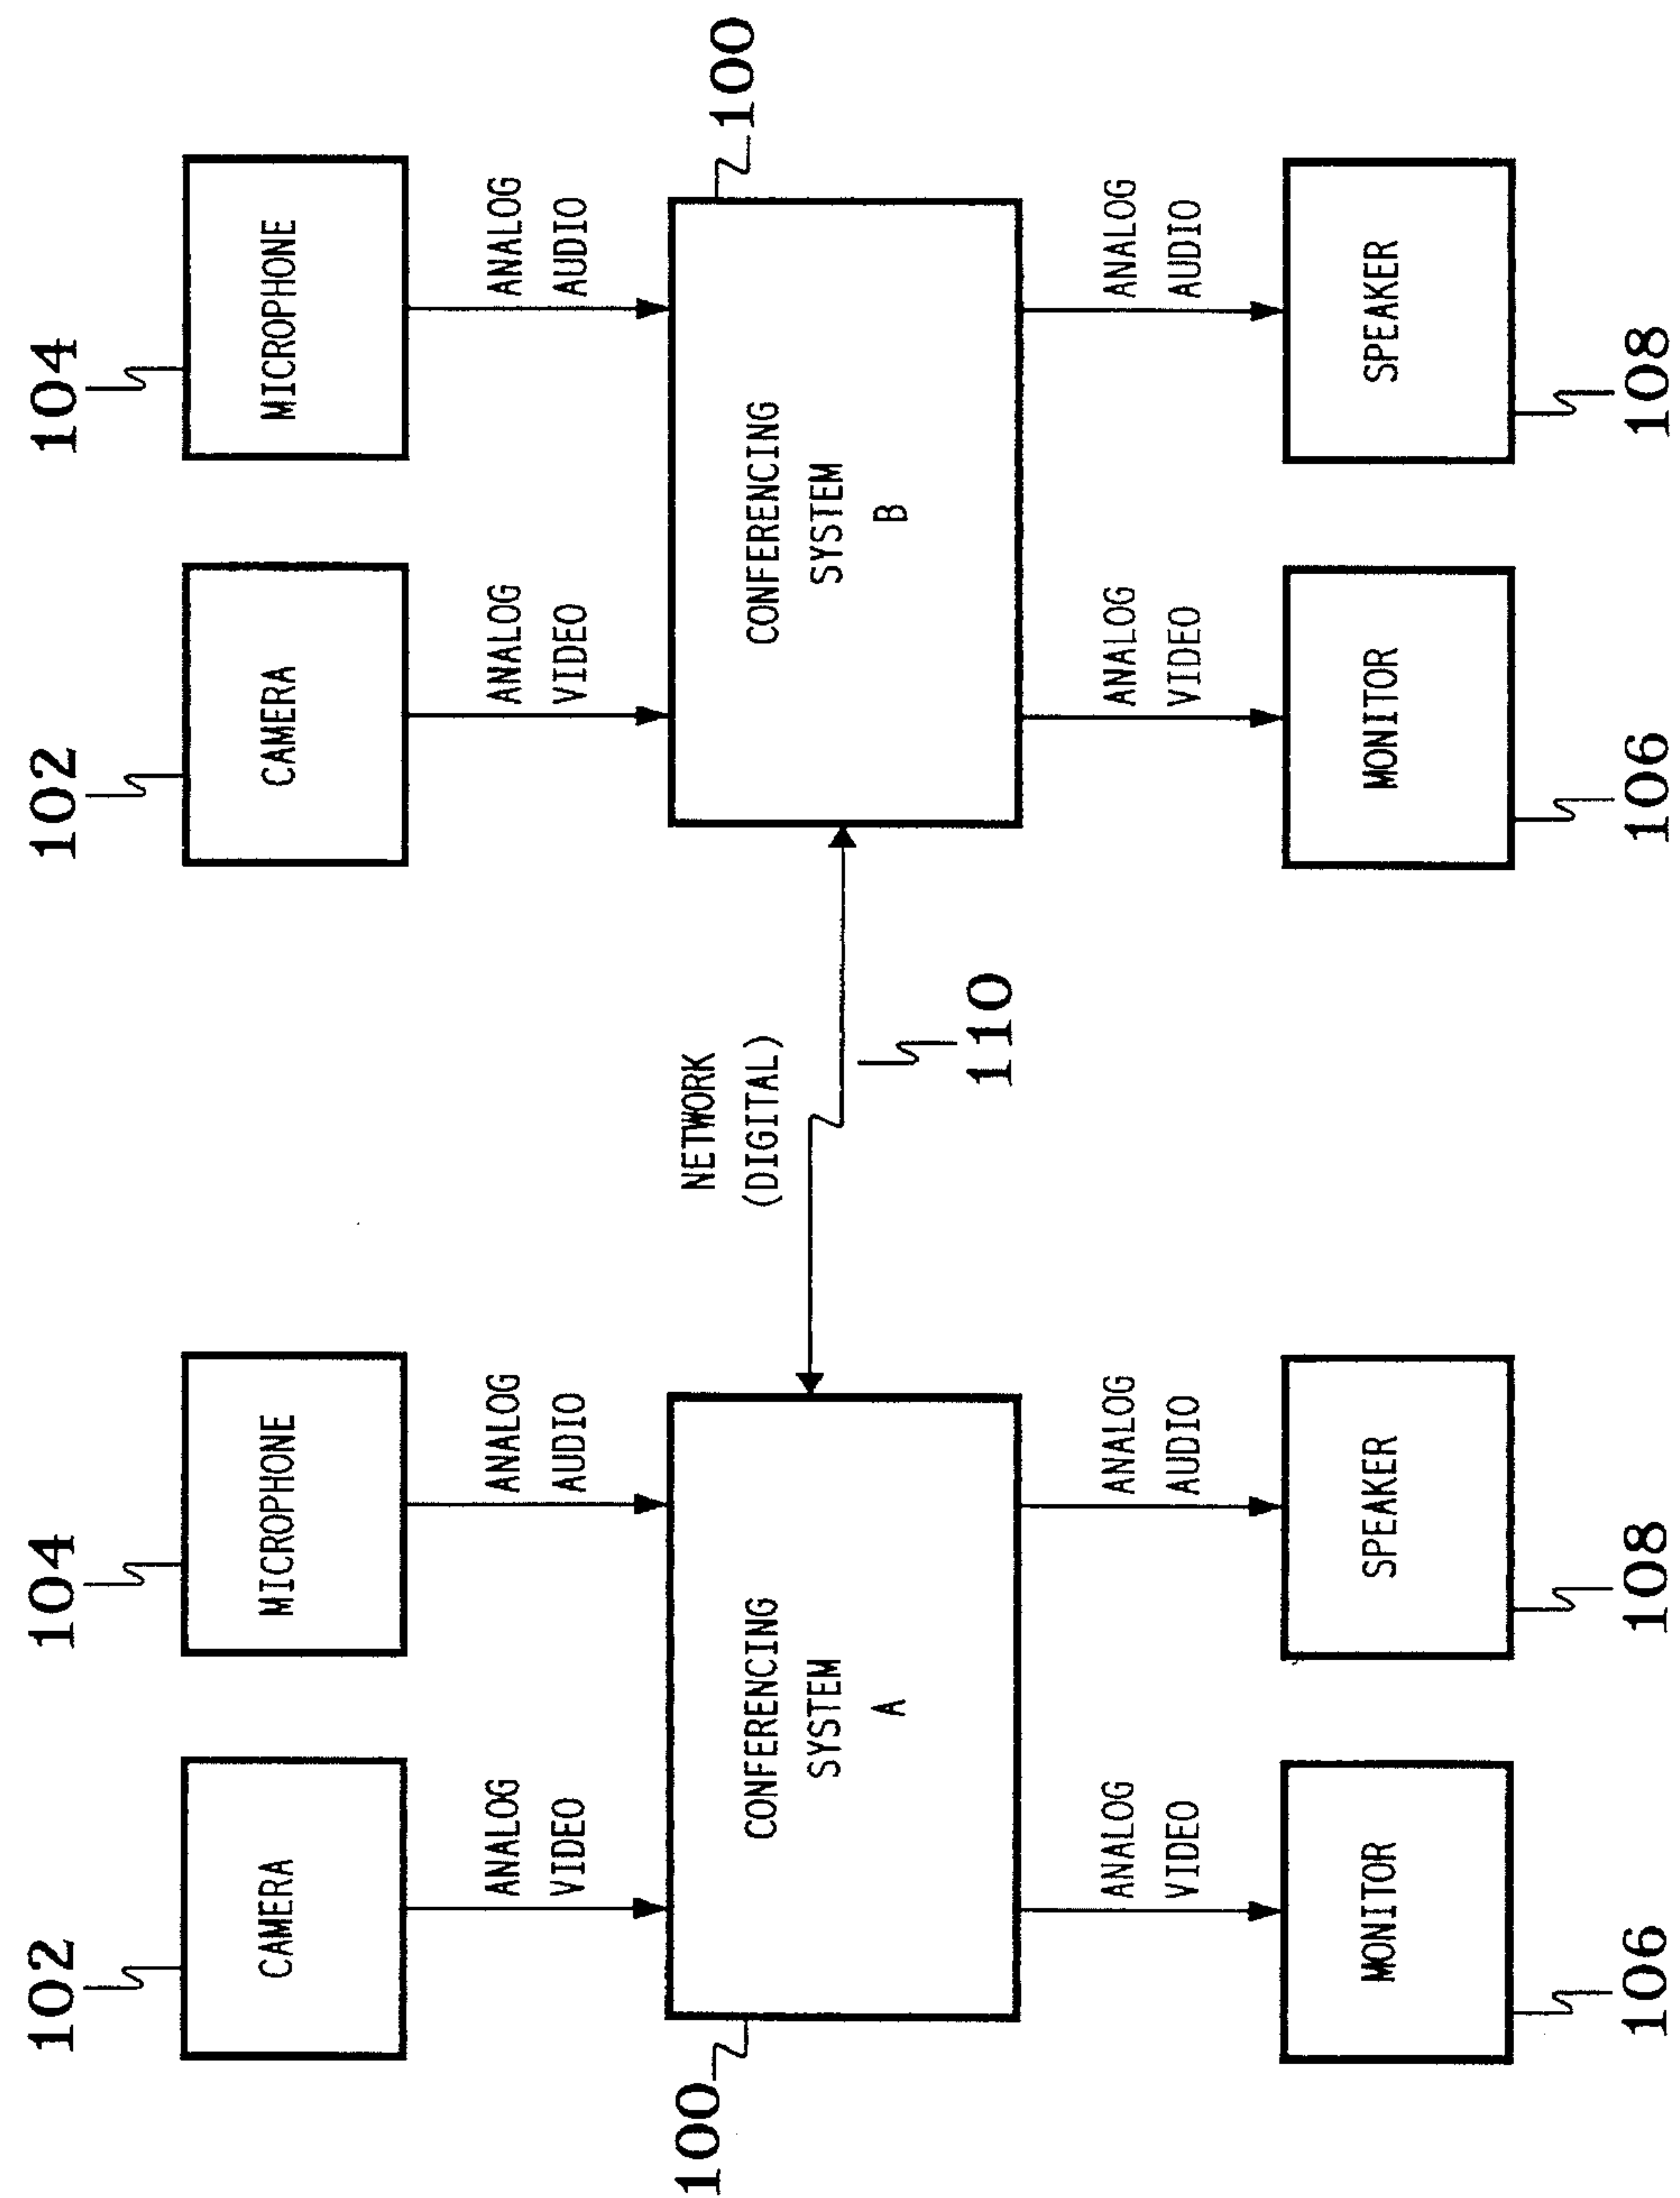 102
104
102
104
CAMERA
MICROPHONE
CAMERA
MICROPHONE
ANALOG
VIDEO
ANALOG
AUDIO
ANALOG
VIDEO
ANALOG
AUDIO
100
CONFERENCING
SYSTEM
A
NETWORK
(DIGITAL)
110
CONFERENCING
SYSTEM
B
100
ANALOG
VIDEO
ANALOG
AUDIO
ANALOG
VIDEO
ANALOG
AUDIO
MONITOR
SPEAKER
MONITOR
SPEAKER
106
108
106
108